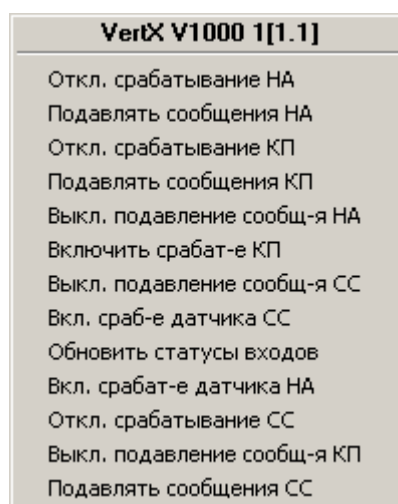 VertX V1000 1[1.1]
Откл. срабатывание НА
Подавлять сообщения НА
Откл. срабатывание КП
Подавлять сообщения КП
Выкл. подавление сообщ-я НА
Включить срабат-е КП
Выкл. подавление сообщ-я СС
Вкл. сраб-е датчика СС
Обновить статусы входов
Вкл. срабат-е датчика НА
Откл. срабатывание СС
Выкл. подавление сообщ-я КП
Подавлять сообщения СС